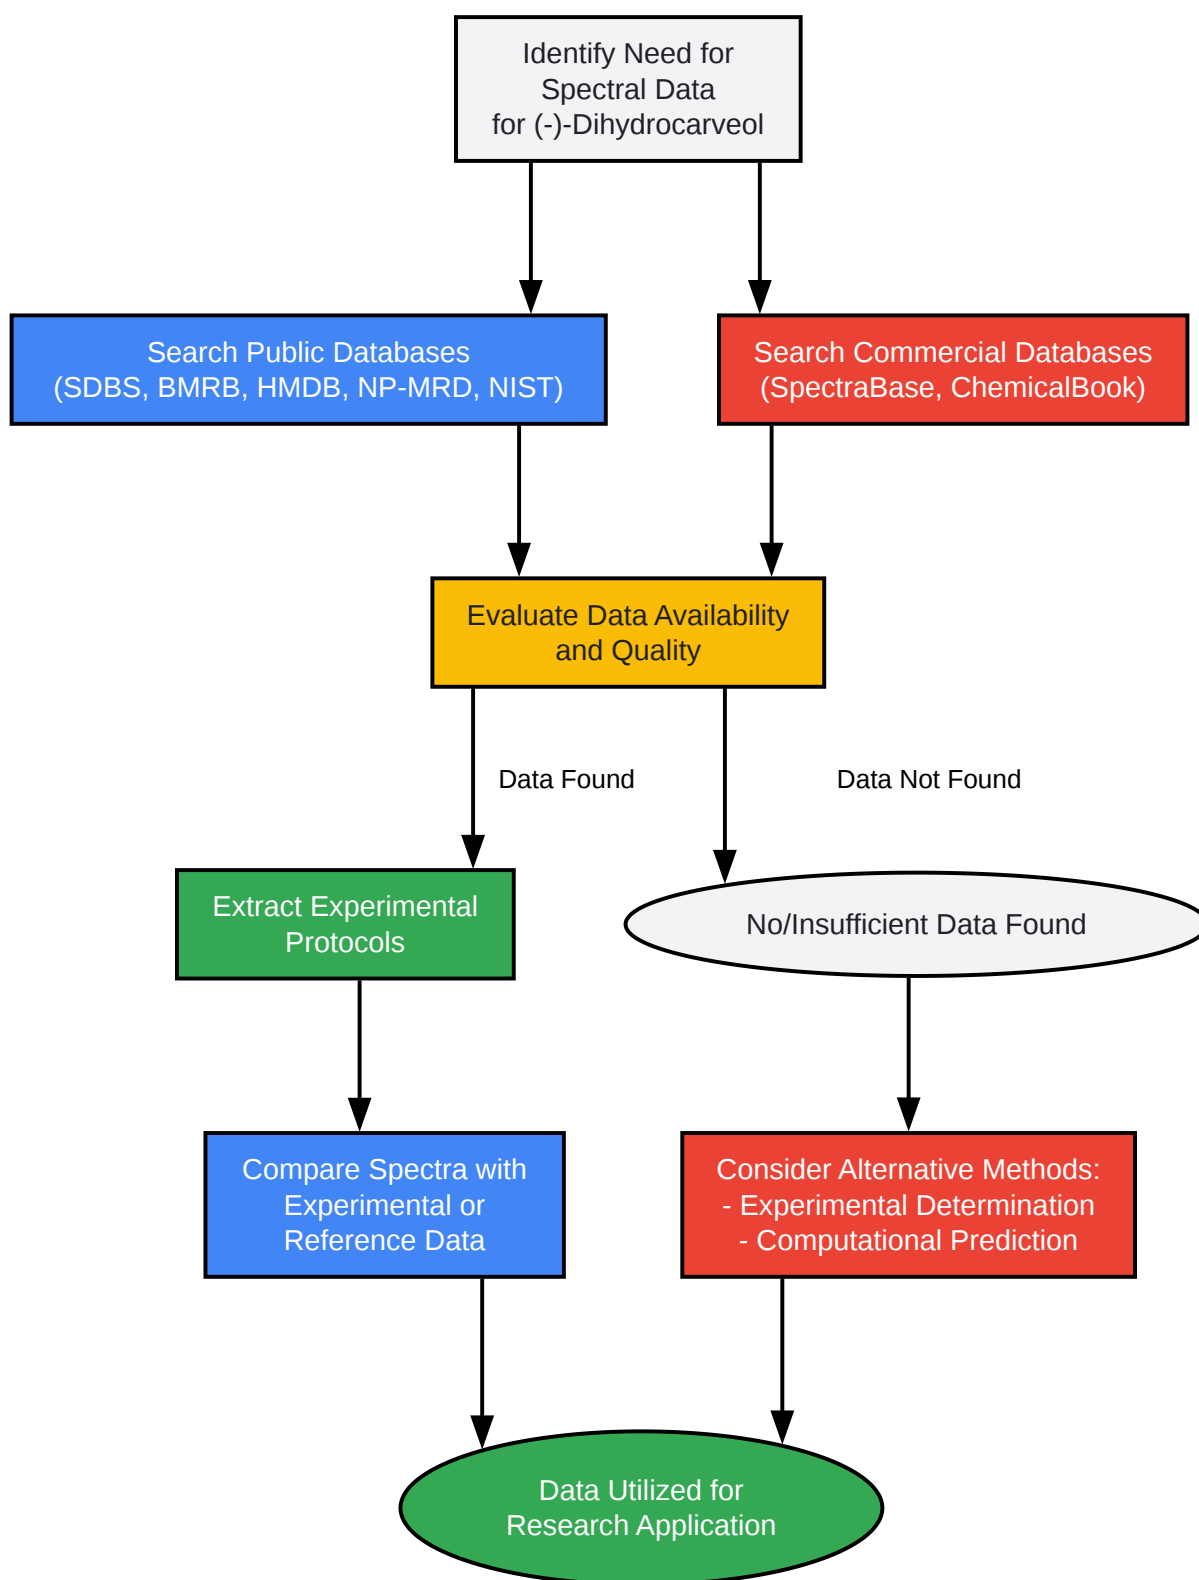 Identify Need for
Spectral Data
for (-)-Dihydrocarveol
Search Public Databases
(SDBS, BMRB, HMDB, NP-MRD, NIST)
Search Commercial Databases
(SpectraBase, ChemicalBook)
Evaluate Data Availability
and Quality
Data Found
Data Not Found
Extract Experimental
Protocols
No/Insufficient Data Found
Compare Spectra with
Experimental or
Reference Data
Consider Alternative Methods:
- Experimental Determination
- Computational Prediction
Data Utilized for
Research Application